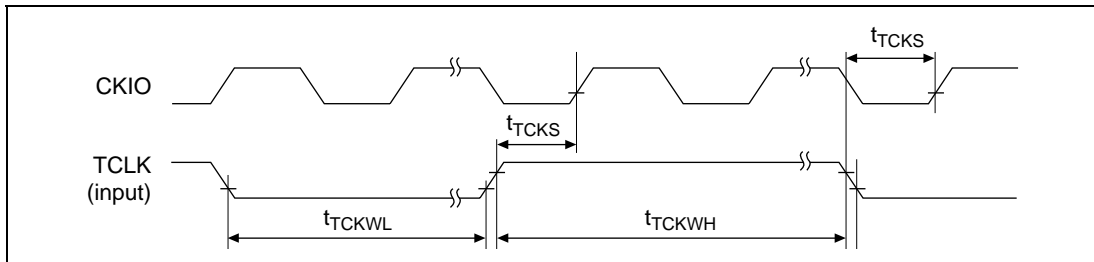 tTCKS
CKIO
tTCKS
TCLK
(input)
tTCKWL
tTCKWH